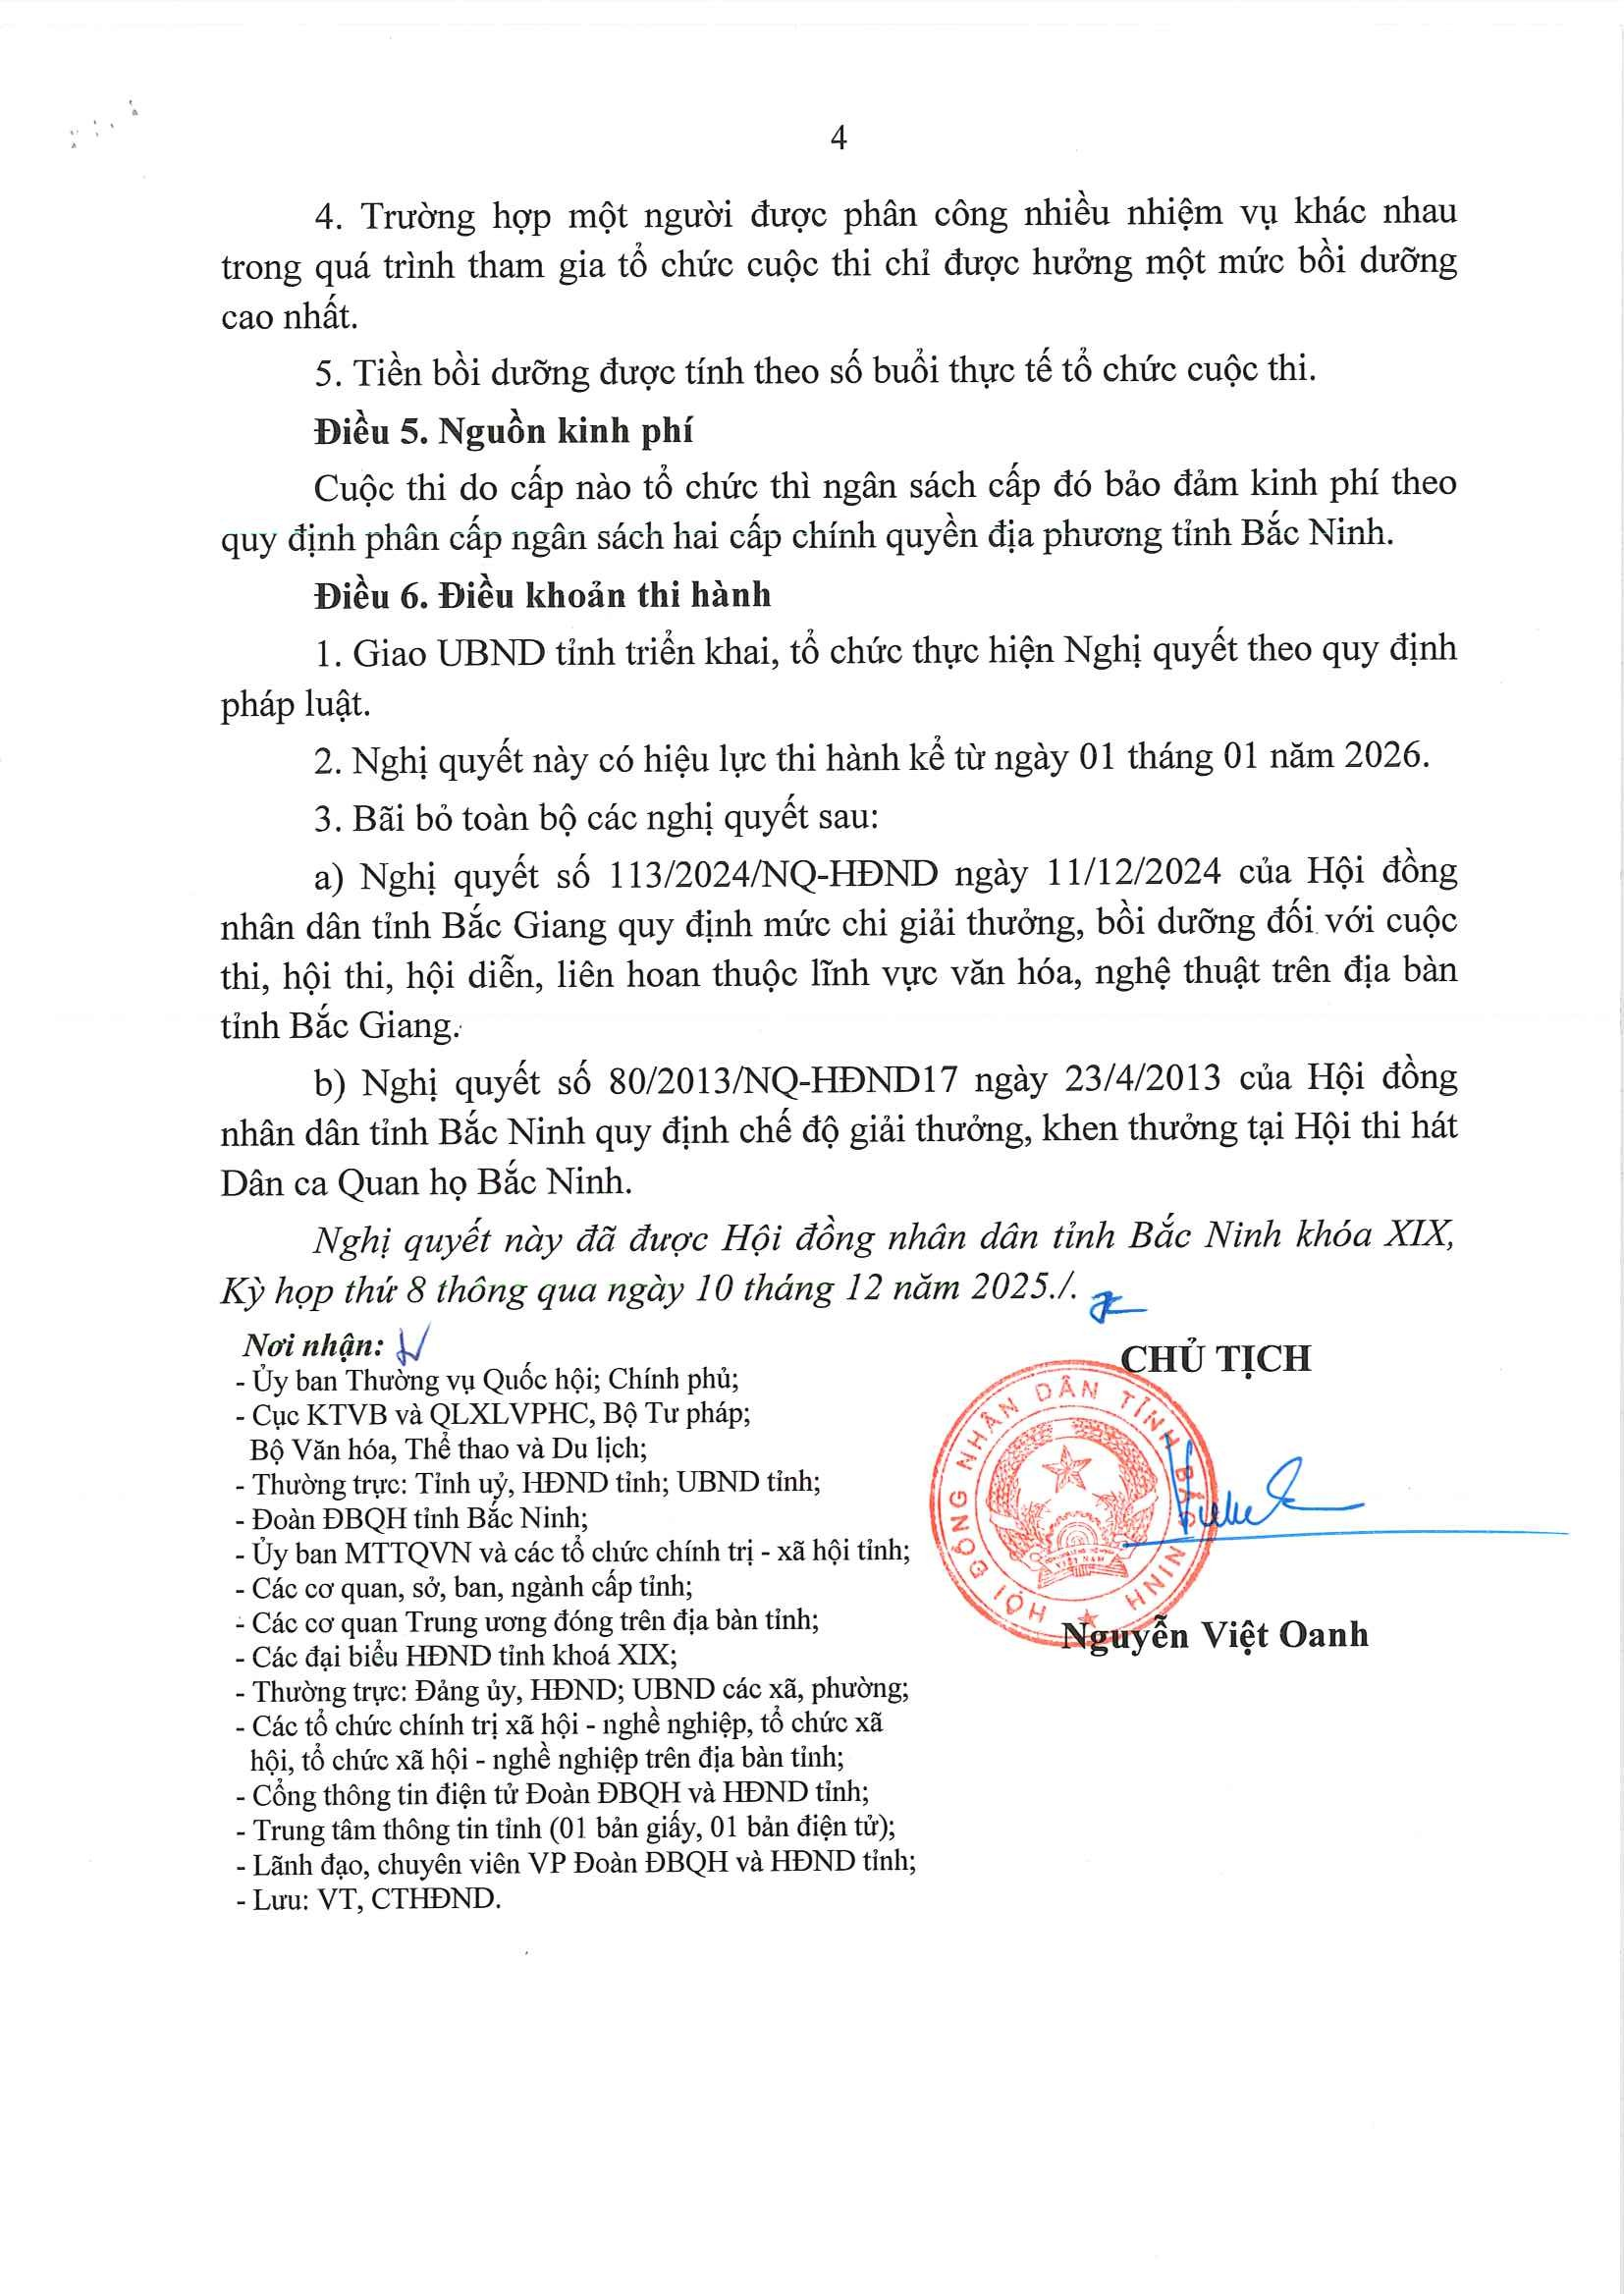 4
4. Trường hợp một người được phân công nhiều nhiệm vụ khác nhau
trong quá trình tham gia tổ chức cuộc thi chỉ được hưởng một mức bồi dưỡng
cao nhất.
5. Tiền bồi dưỡng được tính theo số buổi thực tế tổ chức cuộc thi.
Điều 5. Nguồn kinh phí
Cuộc thi do cấp nào tổ chức thì ngân sách cấp đó bảo đảm kinh phí theo
quy định phân cấp ngân sách hai cấp chính quyền địa phương tỉnh Bắc Ninh.
Điều 6. Điều khoản thi hành
1. Giao UBND tỉnh triển khai, tổ chức thực hiện Nghị quyết theo quy định
pháp luật.
2. Nghị quyết này có hiệu lực thi hành kể từ ngày 01 tháng 01 năm 2026.
3. Bãi bỏ toàn bộ các nghị quyết sau:
a) Nghị quyết số 113/2024/NQ-HĐND ngày 11/12/2024 của Hội đồng
nhân dân tỉnh Bắc Giang quy định mức chi giải thưởng, bồi dưỡng đối với cuộc
thi, hội thi, hội diễn, liên hoan thuộc lĩnh vực văn hóa, nghệ thuật trên địa bàn
tỉnh Bắc Giang.
b) Nghị quyết số 80/2013/NQ-HĐND17 ngày 23/4/2013 của Hội đồng
nhân dân tỉnh Bắc Ninh quy định chế độ giải thưởng, khen thưởng tại Hội thi hát
Dân ca Quan họ Bắc Ninh.
Nghị quyết này đã được Hội đồng nhân dân tỉnh Bắc Ninh khóa XIX,
Kỳ họp thứ 8 thông qua ngày 10 tháng 12 năm 2025./.
Nơi nhận:
- Ủy ban Thường vụ Quốc hội; Chính phủ;
- Cục KTVB và QLXLVPHC, Bộ Tư pháp;
Bộ Văn hóa, Thể thao và Du lịch;
- Thường trực: Tỉnh uỷ, HĐND tỉnh; UBND tỉnh;
- Đoàn ĐBQH tỉnh Bắc Ninh;
- Ủy ban MTTQVN và các tổ chức chính trị - xã hội tỉnh;
- Các cơ quan, sở, ban, ngành cấp tỉnh;
- Các cơ quan Trung ương đóng trên địa bàn tỉnh;
- Các đại biểu HĐND tỉnh khoá XIX;
- Thường trực: Đảng ủy, HĐND; UBND các xã, phường;
- Các tổ chức chính trị xã hội - nghề nghiệp, tổ chức xã
hội, tổ chức xã hội - nghề nghiệp trên địa bàn tỉnh;
- Cổng thông tin điện tử Đoàn ĐBQH và HĐND tỉnh;
- Trung tâm thông tin tỉnh (01 bản giấy, 01 bản điện tử);
- Lãnh đạo, chuyên viên VP Đoàn ĐBQH và HĐND tỉnh;
- Lưu: VT, CTHĐND.
CHỦ TỊCH
HỘI ĐỒNG NHÂN DÂN TỈNH BẮC NINH
VIỆT NAM
Nguyễn Việt Oanh